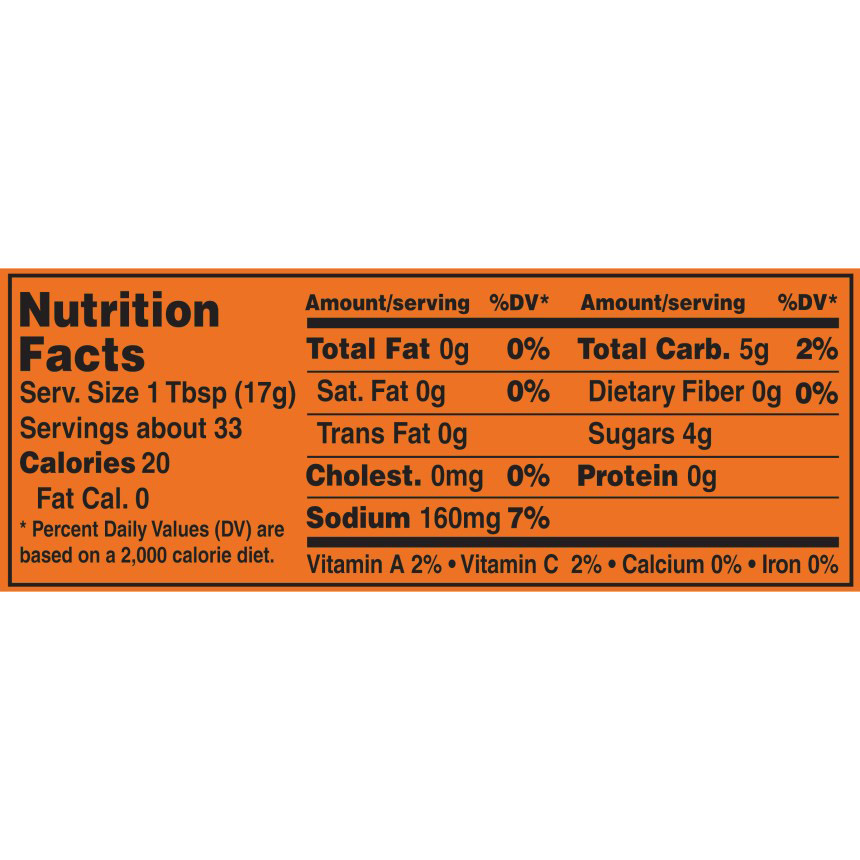 Nutrition
Facts
Serv. Size 1 Tbsp (17g)
Servings about 33
Calories 20
Fat Cal. 0
* Percent Daily Values (DV) are
based on a 2,000 calorie diet.
Amount/serving %DV* Amount/serving %DV*
Total Fat 0g 0% Total Carb. 5g 2%
Sat. Fat 0g 0% Dietary Fiber 0g 0%
Trans Fat 0g Sugars 4g
Cholest. 0mg 0% Protein 0g
Sodium 160mg 7%
Vitamin A 2% • Vitamin C 2% • Calcium 0% • Iron 0%